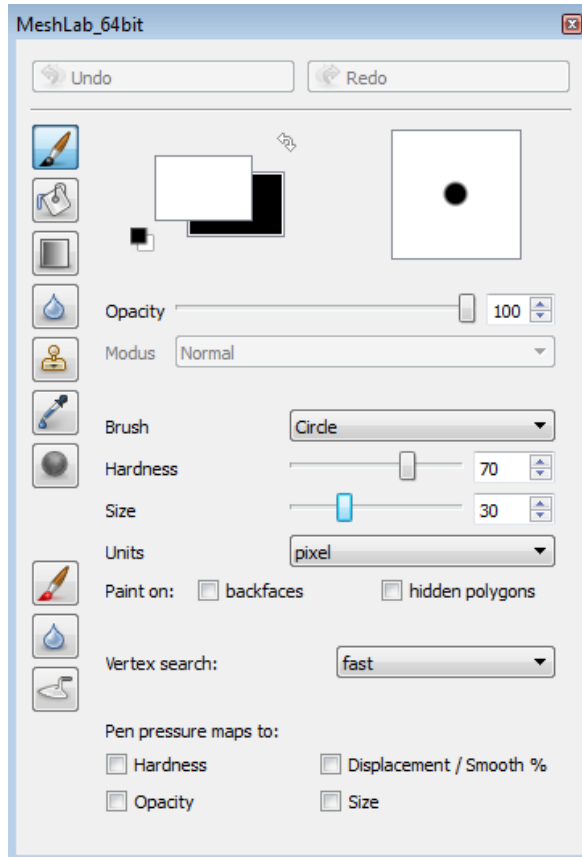 MeshLab_64bit
Undo Redo
Opacity 100
Modus Normal
Brush Circle
Hardness 70
Size 30
Units pixel
Paint on: backfaces hidden polygons
Vertex search: fast
Pen pressure maps to:
Hardness Displacement / Smooth %
Opacity Size